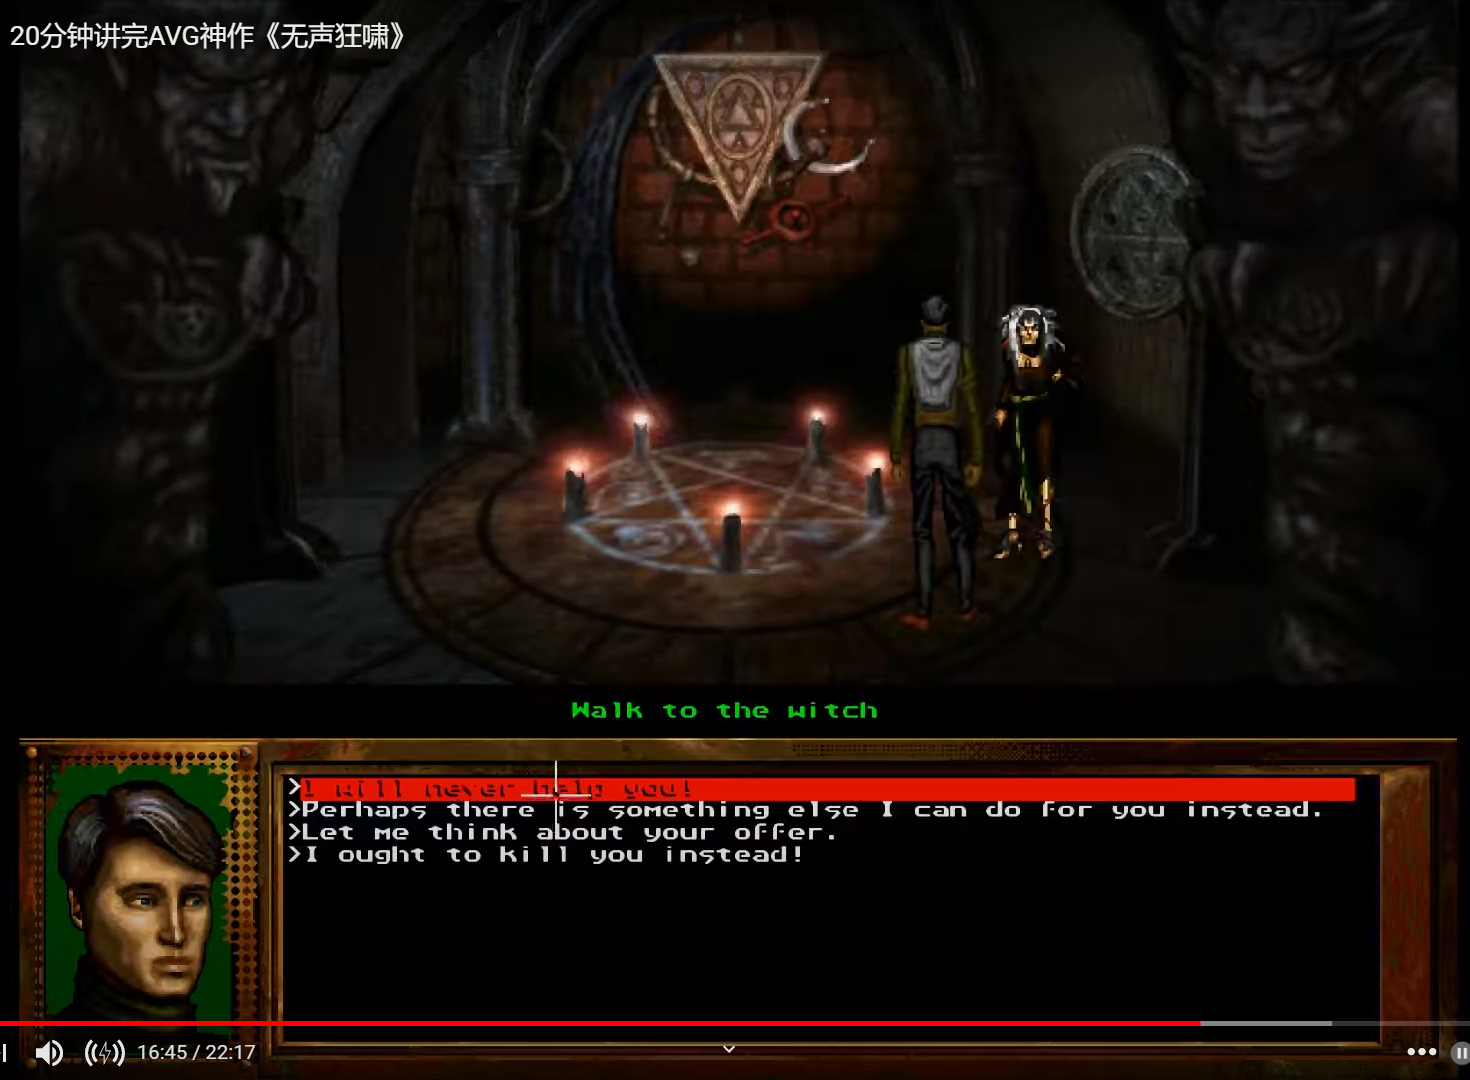 20分钟讲完AVG神作《无声狂啸》
Walk to the witch
>I will never help you!
>Perhaps there is something else I can do for you instead.
>Let me think about your offer.
>I ought to kill you instead!
16:45 / 22:17